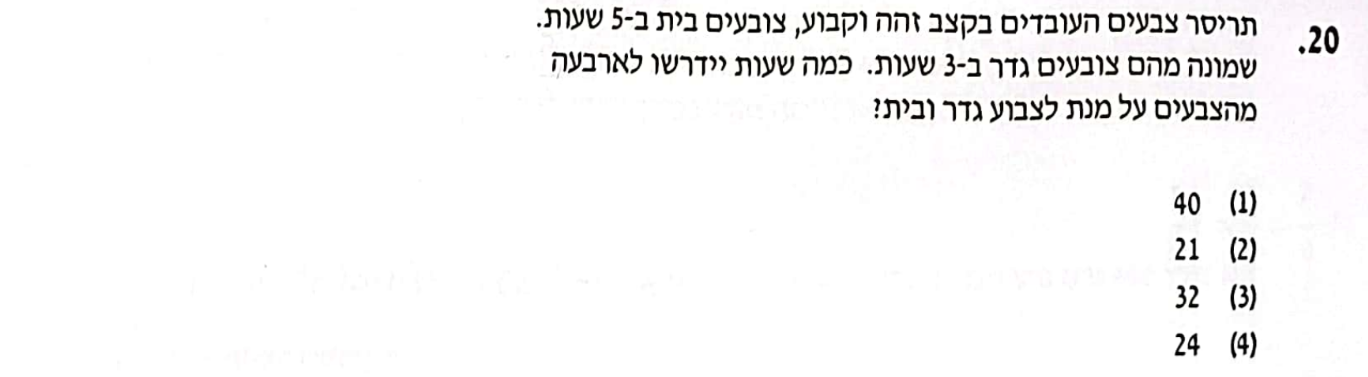 20. תריסר צבעים העובדים בקצב זהה וקבוע, צובעים בית ב-5 שעות.
שמונה מהם צובעים גדר ב-3 שעות. כמה שעות יידרשו לארבעה
מהצבעים על מנת לצבוע גדר ובית?
(1) 40
(2) 21
(3) 32
(4) 24